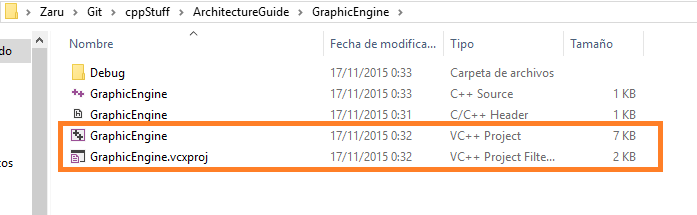 Zaru > Git > cppStuff > ArchitectureGuide > GraphicEngine >
Nombre Fecha de modifica... Tipo Tamaño
do
Debug 17/11/2015 0:33 Carpeta de archivos
GraphicEngine 17/11/2015 0:33 C++ Source 1 KB
GraphicEngine 17/11/2015 0:31 C/C++ Header 1 KB
GraphicEngine 17/11/2015 0:32 VC++ Project 7 KB
GraphicEngine.vcxproj 17/11/2015 0:32 VC++ Project Filte... 2 KB
tos